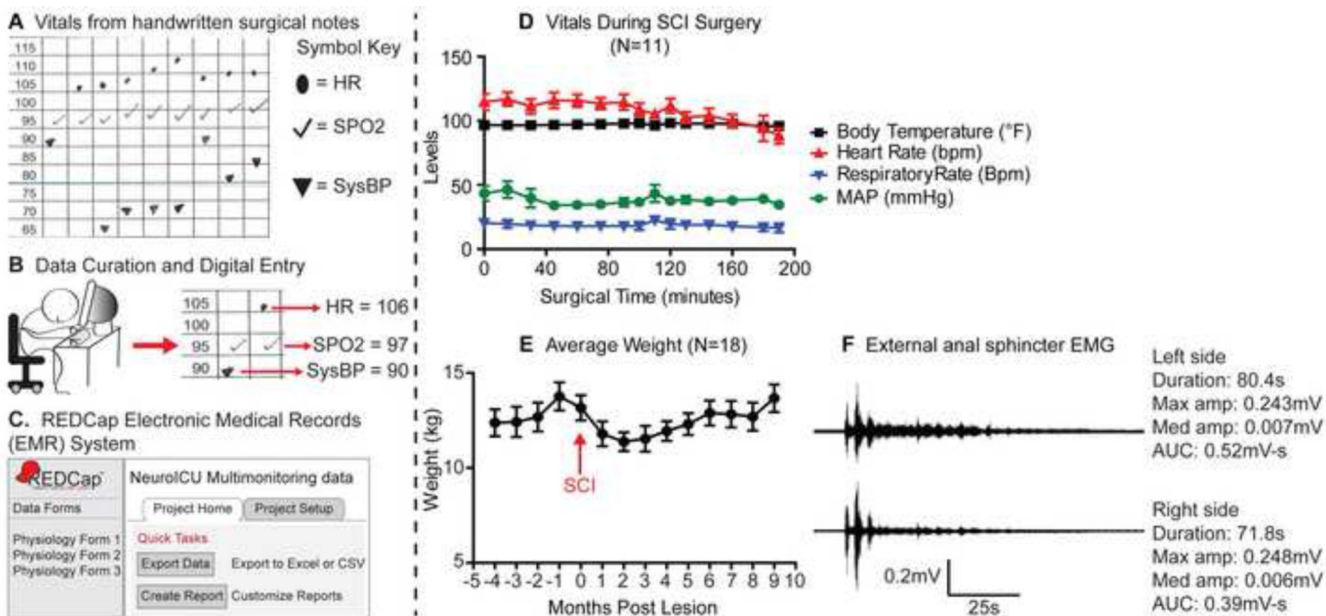 A Vitals from handwritten surgical notes
115
110
105
100
95
90
85
80
75
70
65
Symbol Key
= HR
= SPO2
= SysBP
B Data Curation and Digital Entry
105
100
95
90
HR = 106
SPO2 = 97
SysBP = 90
C. REDCap Electronic Medical Records
(EMR) System
REDCap
Data Forms
Physiology Form 1
Physiology Form 2
Physiology Form 3
NeuroICU Multimonitoring data
Project Home Project Setup
Quick Tasks
Export Data Export to Excel or CSV
Create Report Customize Reports
D Vitals During SCI Surgery
(N=11)
Levels
150
100
50
0
0 40 80 120 160 200
Surgical Time (minutes)
Body Temperature (°F)
Heart Rate (bpm)
RespiratoryRate (Bpm)
MAP (mmHg)
E Average Weight (N=18)
Weight (kg)
15
10
5
SCI
-5 -4 -3 -2 -1 0 1 2 3 4 5 6 7 8 9 10
Months Post Lesion
F External anal sphincter EMG
Left side
Duration: 80.4s
Max amp: 0.243mV
Med amp: 0.007mV
AUC: 0.52mV-s
Right side
Duration: 71.8s
Max amp: 0.248mV
Med amp: 0.006mV
AUC: 0.39mV-s
0.2mV
25s